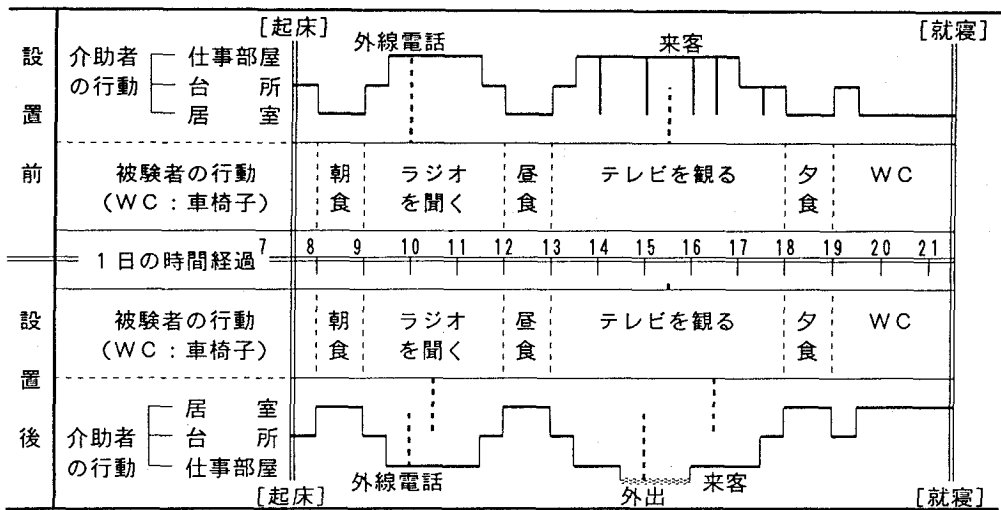 [起床] [就寝]
外線電話 来客
設置前
介助者の行動
仕事部屋
台所
居室
被験者の行動
(WC:車椅子)
朝食 ラジオを聞く 昼食 テレビを観る 夕食 WC
1日の時間経過 7 8 9 10 11 12 13 14 15 16 17 18 19 20 21
設置後
被験者の行動
(WC:車椅子)
朝食 ラジオを聞く 昼食 テレビを観る 夕食 WC
介助者の行動
居室
台所
仕事部屋
外線電話 外出 来客
[起床] [就寝]